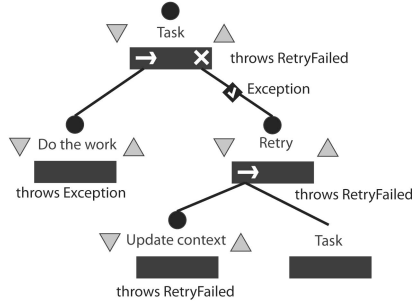 Task
throws RetryFailed
Exception
Do the work
Retry
throws Exception
throws RetryFailed
Update context
Task
throws RetryFailed